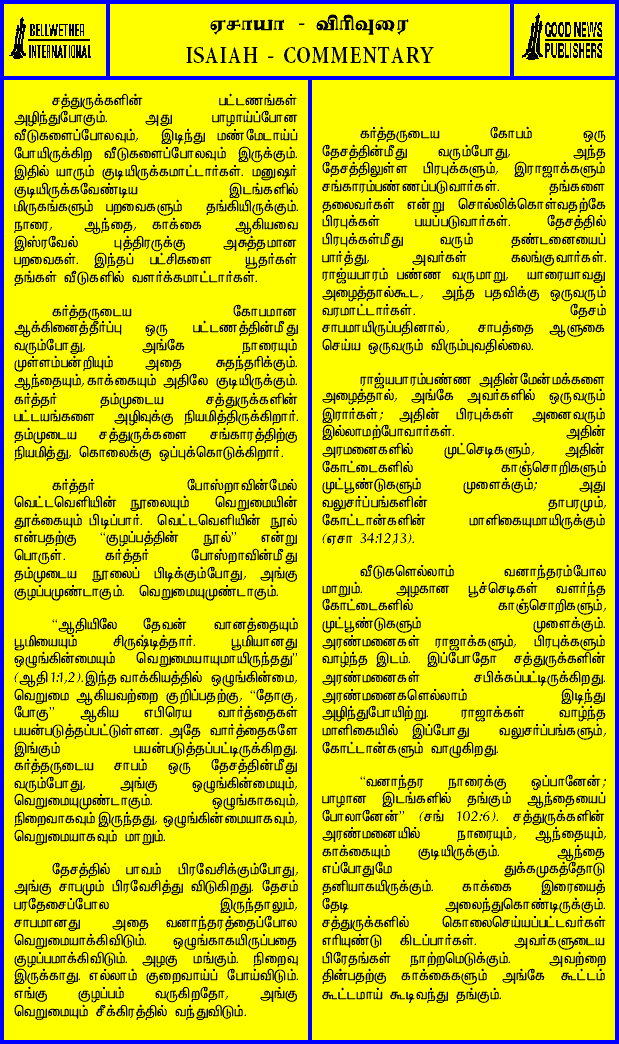 BELLWETHER
INTERNATIONAL
ஏசாயா - விரிவுரை
ISAIAH - COMMENTARY
GOOD NEWS
PUBLISHERS
சத்துருக்களின் பட்டணங்கள்
அழிந்துபோகும். அது பாழாய்ப்போன
வீடுகளைப்போலவும், இடிந்து மண்மேடாய்ப்
போயிருக்கிற வீடுகளைப்போலவும் இருக்கும்.
இதில் யாரும் குடியிருக்கமாட்டார்கள். மனுஷர்
குடியிருக்கவேண்டிய இடங்களில்
மிருகங்களும் பறவைகளும் தங்கியிருக்கும்.
நாரை, ஆந்தை, காக்கை ஆகியவை
இஸ்ரவேல் புத்திரருக்கு அசுத்தமான
பறவைகள். இந்தப் பட்சிகளை யூதர்கள்
தங்கள் வீடுகளில் வளர்க்கமாட்டார்கள்.
கர்த்தருடைய கோபமான
ஆக்கினைத்தீர்ப்பு ஒரு பட்டணத்தின்மீது
வரும்போது, அங்கே நாரையும்
முள்ளம்பன்றியும் அதை சுதந்தரிக்கும்.
ஆந்தையும், காக்கையும் அதிலே குடியிருக்கும்.
கர்த்தர் தம்முடைய சத்துருக்களின்
பட்டயங்களை அழிவுக்கு நியமித்திருக்கிறார்.
தம்முடைய சத்துருக்களை சங்காரத்திற்கு
நியமித்து, கொலைக்கு ஒப்புக்கொடுக்கிறார்.
கர்த்தர் போஸ்றாவின்மேல்
வெட்டவெளியின் நூலையும் வெறுமையின்
தூக்கையும் பிடிப்பார். வெட்டவெளியின் நூல்
என்பதற்கு "குழப்பத்தின் நூல்" என்று
பொருள். கர்த்தர் போஸ்றாவின்மீது
தம்முடைய நூலைப் பிடிக்கும்போது, அங்கு
குழப்பமுண்டாகும். வெறுமையுமுண்டாகும்.
"ஆதியிலே தேவன் வானத்தையும்
பூமியையும் சிருஷ்டித்தார். பூமியானது
ஒழுங்கின்மையும் வெறுமையாயுமாயிருந்தது"
(ஆதி 1:1,2). இந்த வாக்கியத்தில் ஒழுங்கின்மை,
வெறுமை ஆகியவற்றை குறிப்பதற்கு, "தோகு,
போகு" ஆகிய எபிரெய வார்த்தைகள்
பயன்படுத்தப்பட்டுள்ளன. அதே வார்த்தைகளே
இங்கும் பயன்படுத்தப்பட்டிருக்கிறது.
கர்த்தருடைய சாபம் ஒரு தேசத்தின்மீது
வரும்போது, அங்கு ஒழுங்கின்மையும்,
வெறுமையுமுண்டாகும். ஒழுங்காகவும்,
நிறைவாகவும் இருந்தது, ஒழுங்கின்மையாகவும்,
வெறுமையாகவும் மாறும்.
தேசத்தில் பாவம் பிரவேசிக்கும்போது,
அங்கு சாபமும் பிரவேசித்து விடுகிறது. தேசம்
பரதேசைப்போல இருந்தாலும்,
சாபமானது அதை வனாந்தரத்தைப்போல
வெறுமையாக்கிவிடும். ஒழுங்காகயிருப்பதை
குழப்பமாக்கிவிடும். அழகு மங்கும். நிறைவு
இருக்காது. எல்லாம் குறைவாய்ப் போய்விடும்.
எங்கு குழப்பம் வருகிறதோ, அங்கு
வெறுமையும் சீக்கிரத்தில் வந்துவிடும்.
கர்த்தருடைய கோபம் ஒரு
தேசத்தின்மீது வரும்போது, அந்த
தேசத்திலுள்ள பிரபுக்களும், இராஜாக்களும்
சங்காரம்பண்ணப்படுவார்கள். தங்களை
தலைவர்கள் என்று சொல்லிக்கொள்வதற்கே
பிரபுக்கள் பயப்படுவார்கள். தேசத்தில்
பிரபுக்கள்மீது வரும் தண்டனையைப்
பார்த்து, அவர்கள் கலங்குவார்கள்.
ராஜ்யபாரம் பண்ண வருமாறு, யாரையாவது
அழைத்தால்கூட, அந்த பதவிக்கு ஒருவரும்
வரமாட்டார்கள். தேசம்
சாபமாயிருப்பதினால், சாபத்தை ஆளுகை
செய்ய ஒருவரும் விரும்புவதில்லை.
ராஜ்யபாரம்பண்ண அதின்மேன்மக்களை
அழைத்தால், அங்கே அவர்களில் ஒருவரும்
இரார்கள்; அதின் பிரபுக்கள் அனைவரும்
இல்லாமற்போவார்கள். அதின்
அரமனைகளில் முட்செடிகளும், அதின்
கோட்டைகளில் காஞ்சொறிகளும்
முட்பூண்டுகளும் முளைக்கும்; அது
வலுசர்ப்பங்களின் தாபரமும்,
கோட்டான்களின் மாளிகையுமாயிருக்கும்
(ஏசா 34:12,13).
வீடுகளெல்லாம் வனாந்தரம்போல
மாறும். அழகான பூச்செடிகள் வளர்ந்த
கோட்டைகளில் காஞ்சொறிகளும்,
முட்பூண்டுகளும் முளைக்கும்.
அரண்மனைகள் ராஜாக்களும், பிரபுக்களும்
வாழ்ந்த இடம். இப்போதோ சத்துருக்களின்
அரண்மனைகள் சபிக்கப்பட்டிருக்கிறது.
அரண்மனைகளெல்லாம் இடிந்து
அழிந்துபோயிற்று. ராஜாக்கள் வாழ்ந்த
மாளிகையில் இப்போது வலுசர்ப்பங்களும்,
கோட்டான்களும் வாழுகிறது.
"வனாந்தர நாரைக்கு ஒப்பானேன்;
பாழான இடங்களில் தங்கும் ஆந்தையைப்
போலானேன்" (சங் 102:6). சத்துருக்களின்
அரண்மனையில் நாரையும், ஆந்தையும்,
காக்கையும் குடியிருக்கும். ஆந்தை
எப்போதுமே துக்கமுகத்தோடு
தனியாகயிருக்கும். காக்கை இரையைத்
தேடி அலைந்துகொண்டிருக்கும்.
சத்துருக்களில் கொலைசெய்யப்பட்டவர்கள்
எரியுண்டு கிடப்பார்கள். அவர்களுடைய
பிரேதங்கள் நாற்றமெடுக்கும். அவற்றை
தின்பதற்கு காக்கைகளும் அங்கே கூட்டம்
கூட்டமாய் கூடிவந்து தங்கும்.